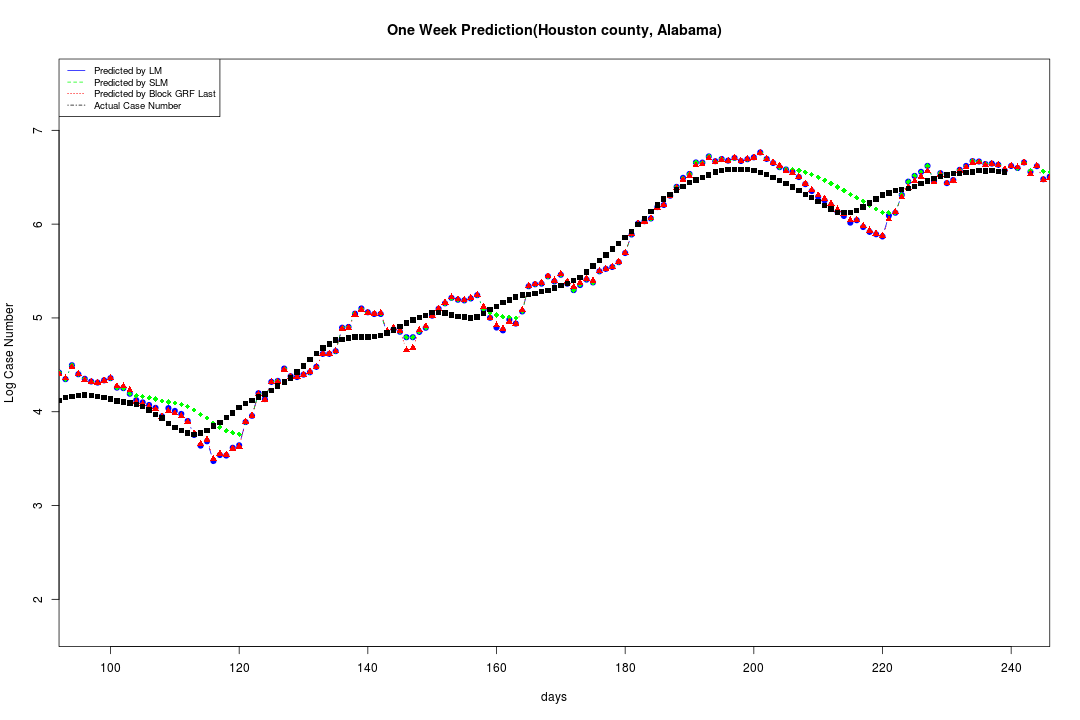 One Week Prediction(Houston county, Alabama)
Predicted by LM
Predicted by SLM
Predicted by Block GRF Last
Actual Case Number
7
6
5
4
3
2
Log Case Number
100 120 140 160 180 200 220 240
days